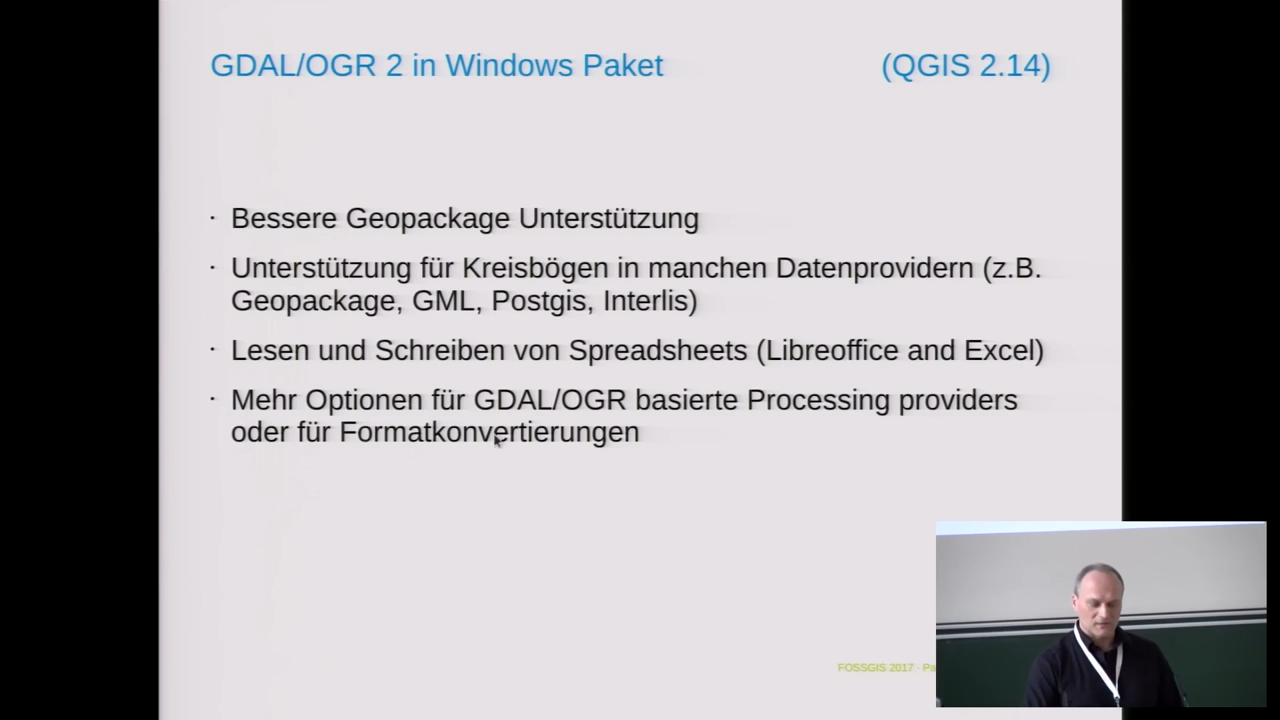 GDAL/OGR 2 in Windows Paket (QGIS 2.14)
· Bessere Geopackage Unterstützung
· Unterstützung für Kreisbögen in manchen Datenprovidern (z.B.
Geopackage, GML, Postgis, Interlis)
· Lesen und Schreiben von Spreadsheets (Libreoffice and Excel)
· Mehr Optionen für GDAL/OGR basierte Processing providers
oder für Formatkonvertierungen
FOSSGIS 2017 ·